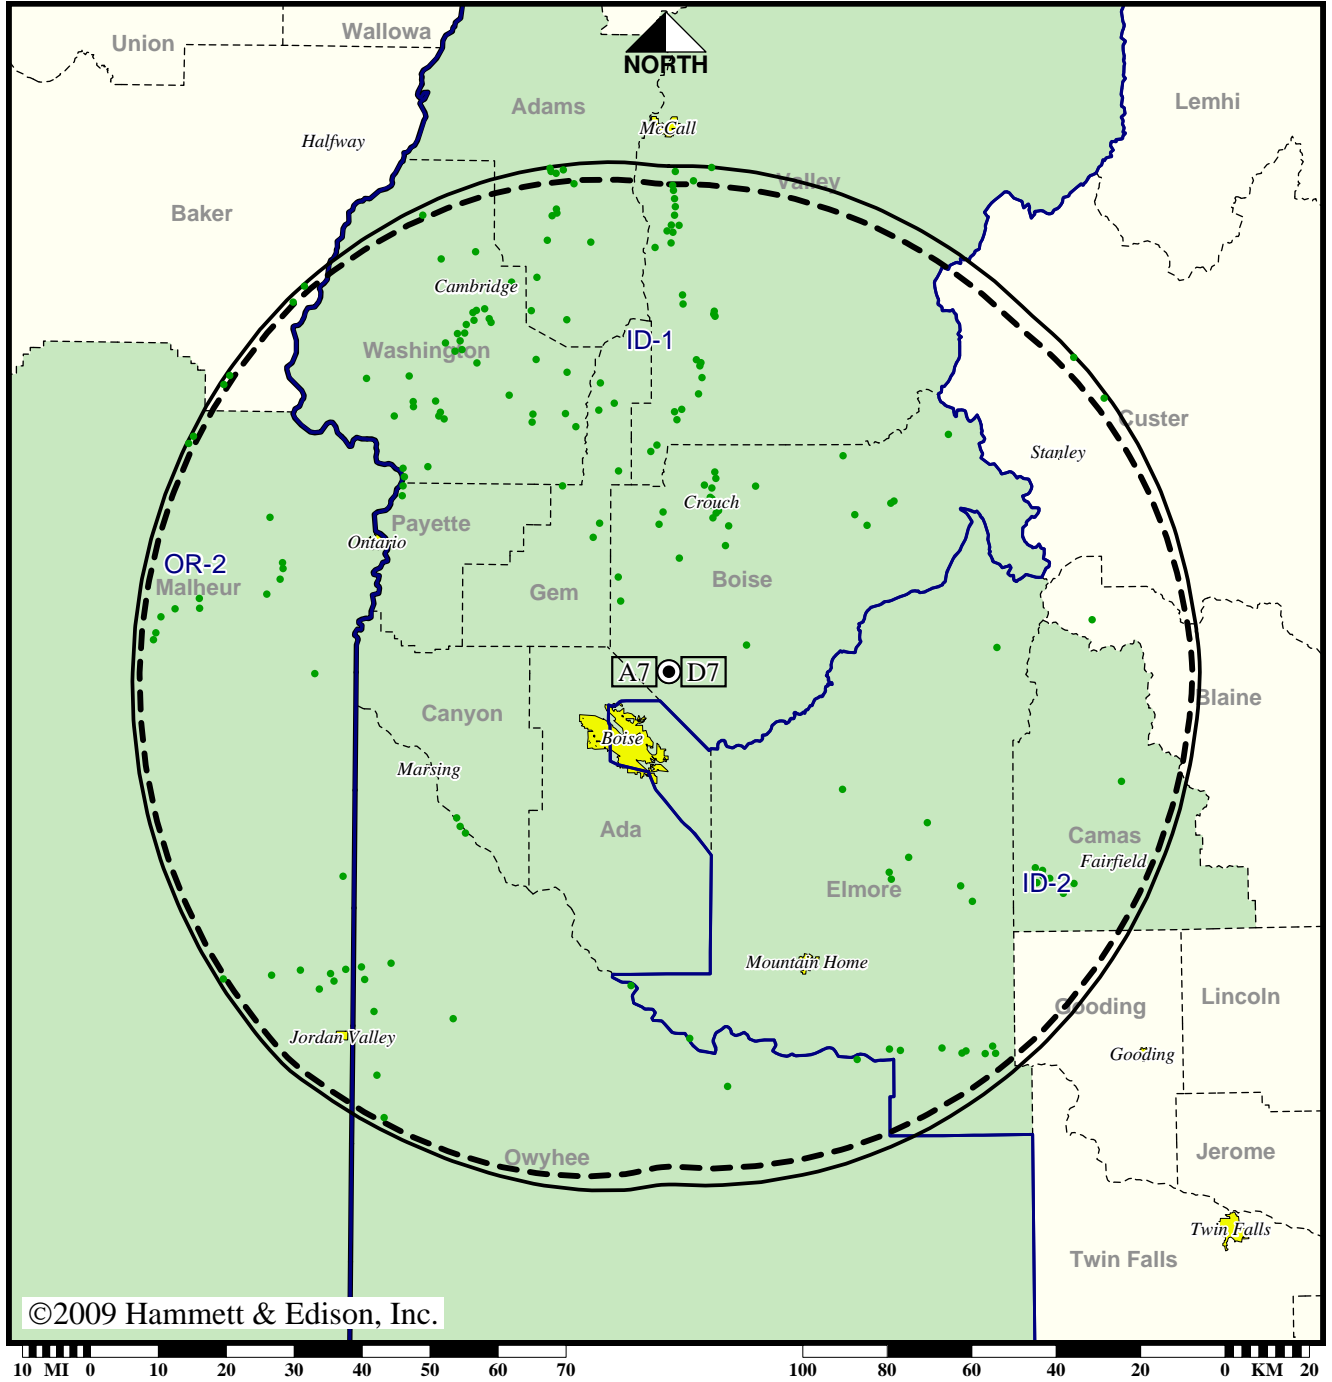 Union
Wallowa
NORTH
Adams
McCall
Lemhi
Halfway
Valley
Baker
Cambridge
ID-1
Washington
Custer
Stanley
Crouch
Payette
Ontario
OR-2
Malheur
Gem
Boise
A7
D7
Blaine
Canyon
Boise
Marsing
Ada
Camas
Fairfield
ID-2
Elmore
Mountain Home
Lincoln
Gooding
Jordan Valley
Gooding
Owyhee
Jerome
Twin Falls
Twin Falls
©2009 Hammett & Edison, Inc.
10 MI 0 10 20 30 40 50 60 70 100 80 60 40 20 0 KM 20